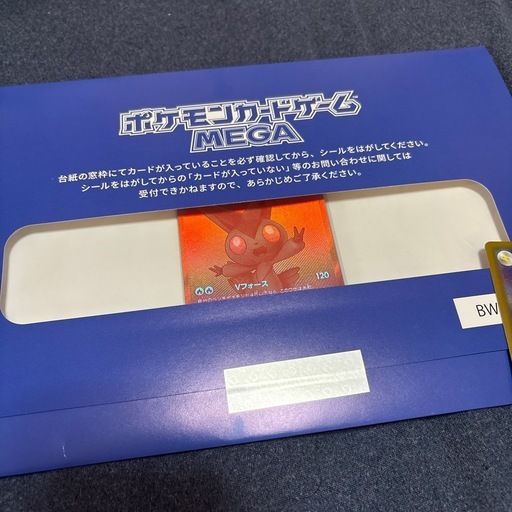 ポケモンカードゲーム
MEGA
台紙の窓枠にてカードが入っていることを必ず確認してから、シールをはがしてください。
シールをはがしてからの「カードが入っていない」等のお問い合わせに関しては
受付できかねますので、あらかじめご了承ください。
Vフォース 120
BW